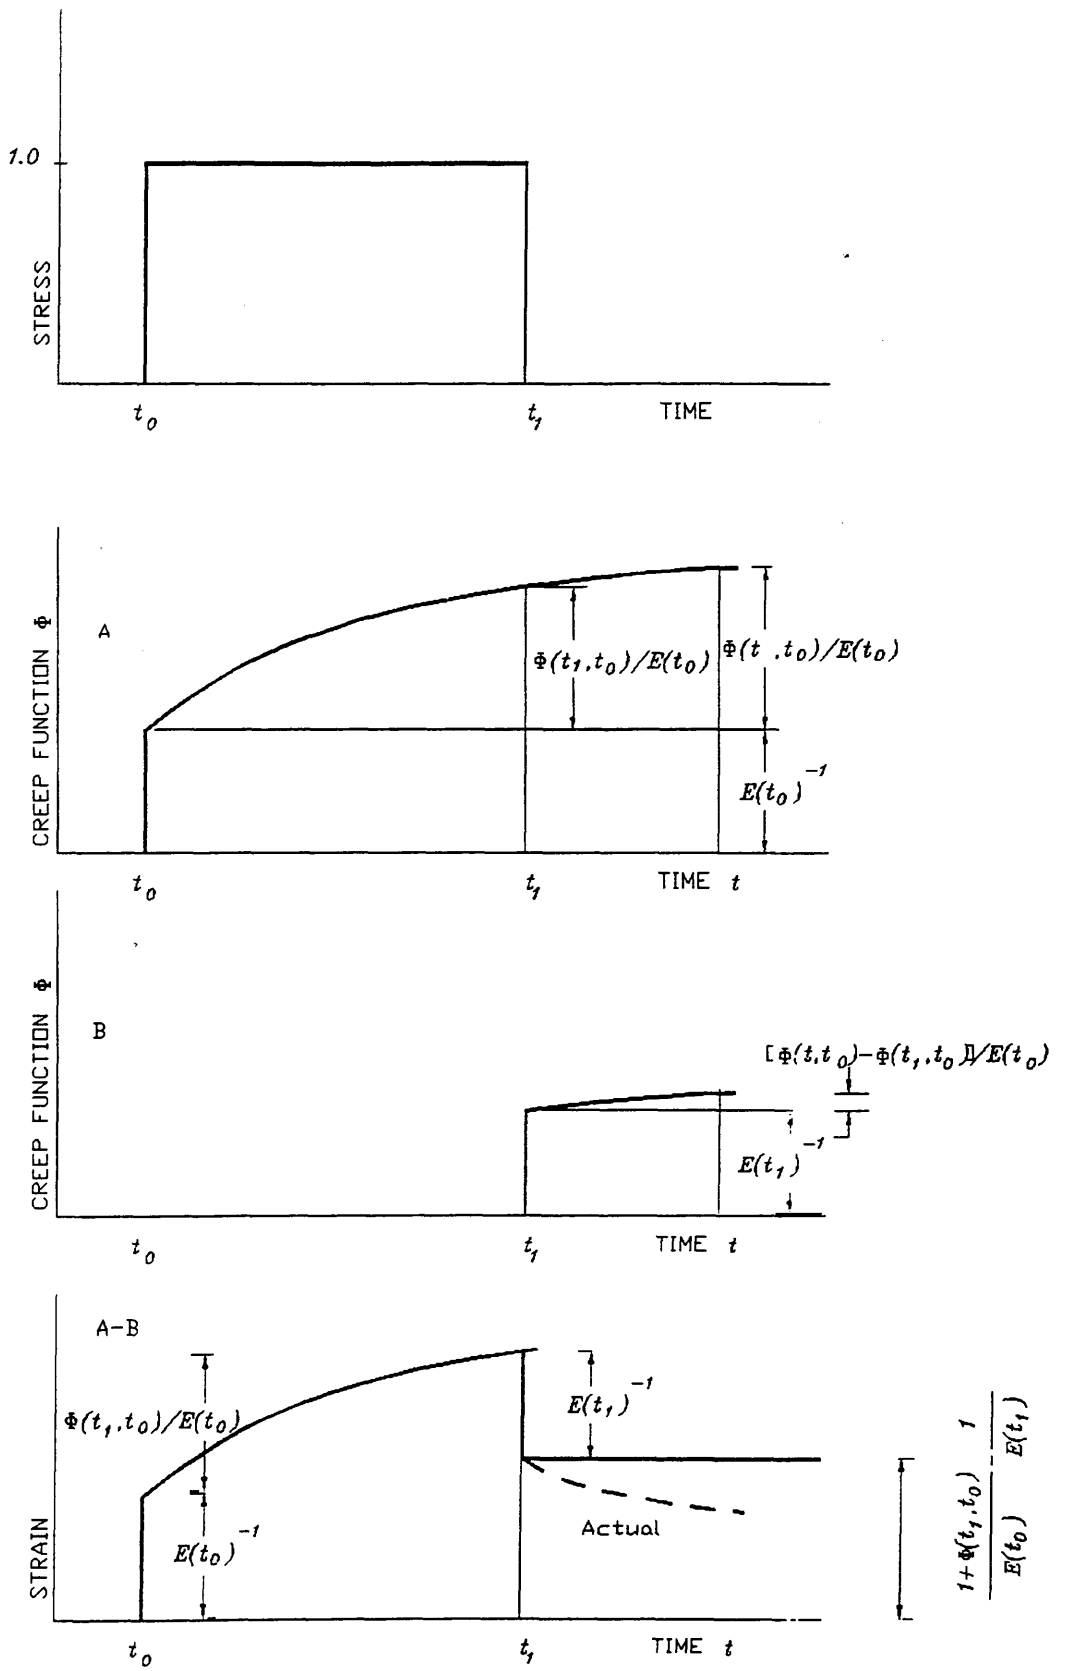 1.0
STRESS
t₀
t₁
TIME
CREEP FUNCTION Φ
A
Φ(t₁,t₀)/E(t₀)
Φ(t ,t₀)/E(t₀)
E(t₀)⁻¹
t₀
t₁
TIME t
CREEP FUNCTION Φ
B
[Φ(t,t₀)-Φ(t₁,t₀)]/E(t₀)
E(t₁)⁻¹
t₀
t₁
TIME t
STRAIN
A-B
Φ(t₁,t₀)/E(t₀)
E(t₀)⁻¹
E(t₁)⁻¹
Actual
1+Φ(t₁,t₀) - 1
E(t₀) E(t₁)
t₀
t₁
TIME t